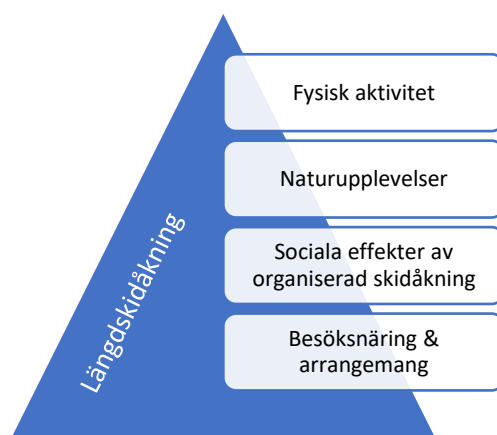 Fysisk aktivitet
Naturupplevelser
Sociala effekter av
organiserad skidåkning
Besöksnäring &
arrangemang
Längdskidåkning